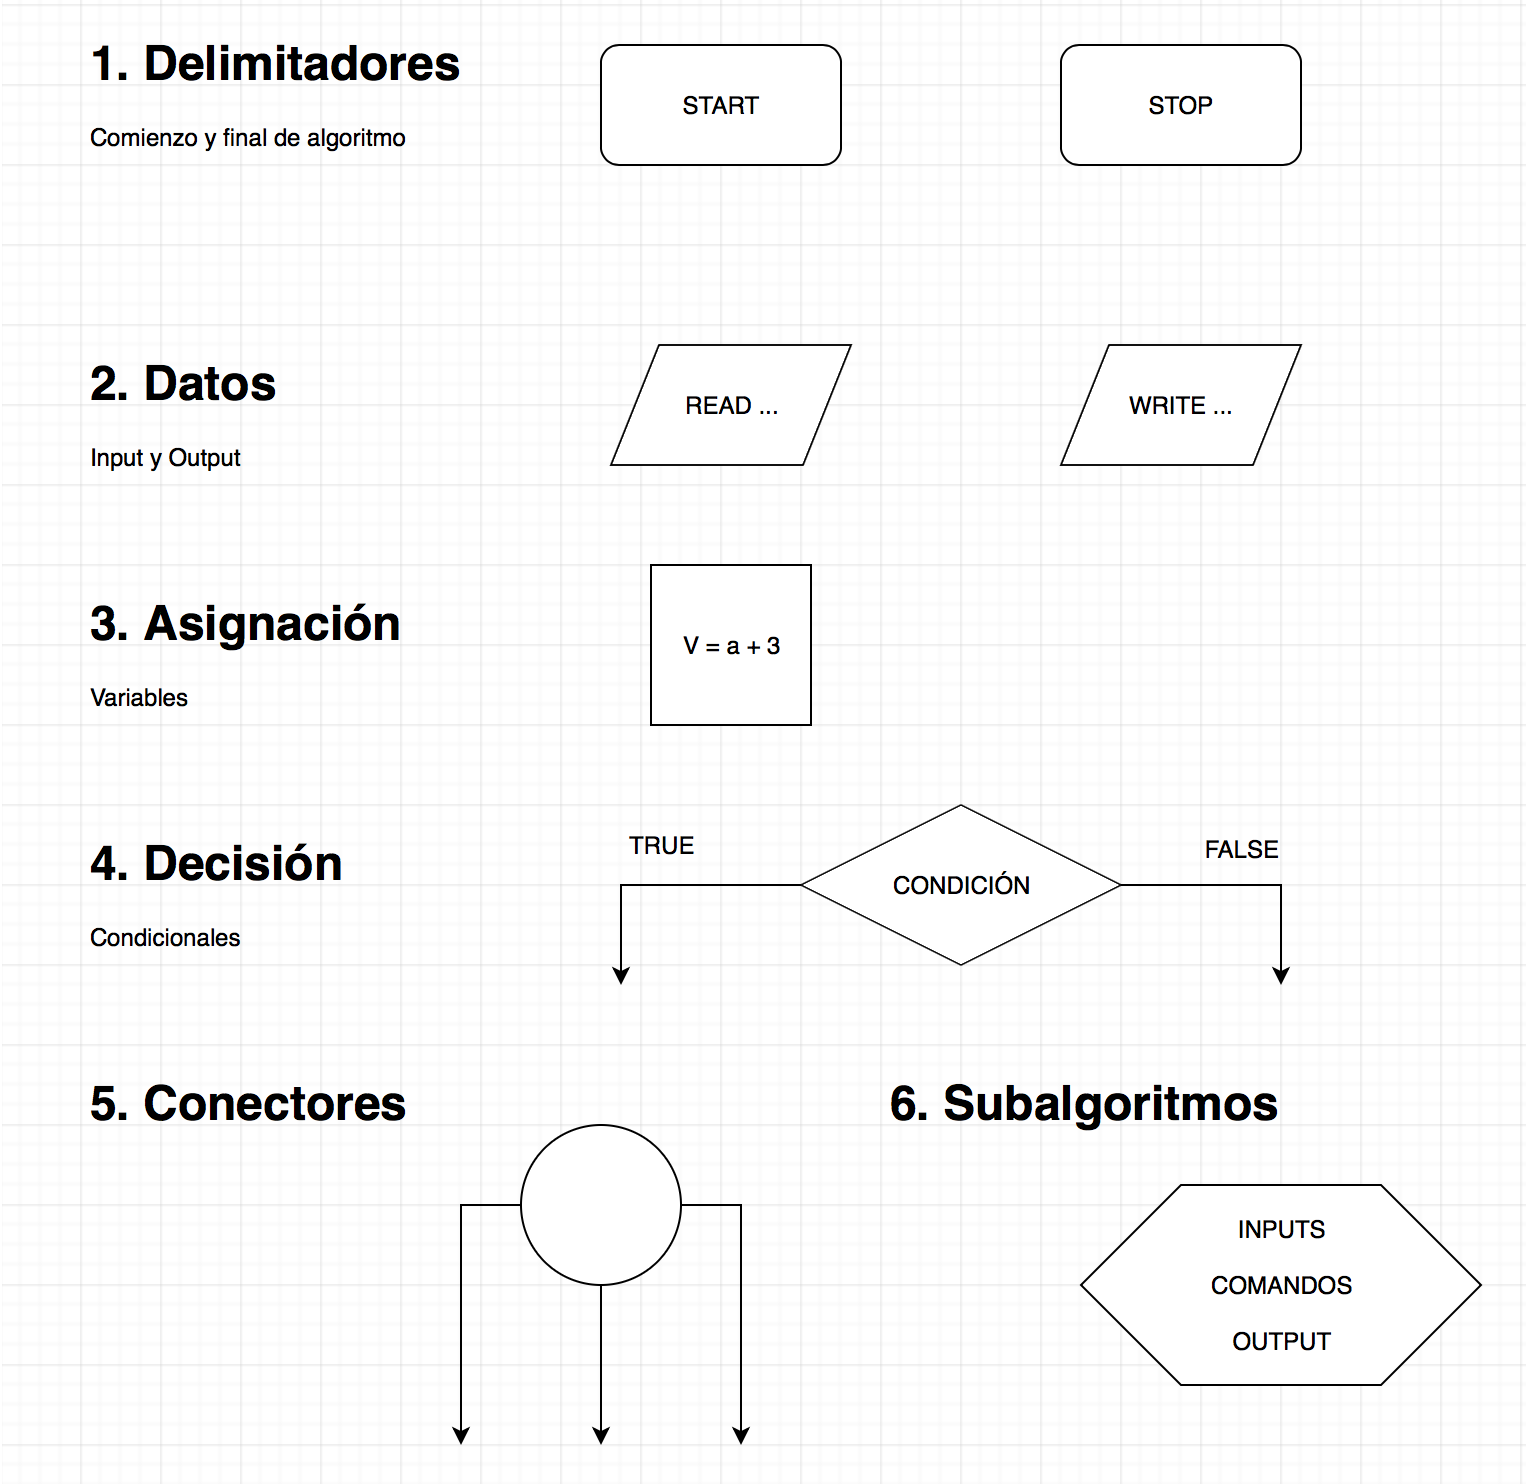 1. Delimitadores
Comienzo y final de algoritmo
START
STOP
2. Datos
Input y Output
READ ...
WRITE ...
3. Asignación
Variables
V = a + 3
4. Decisión
Condicionales
TRUE
CONDICIÓN
FALSE
5. Conectores
6. Subalgoritmos
INPUTS
COMANDOS
OUTPUT